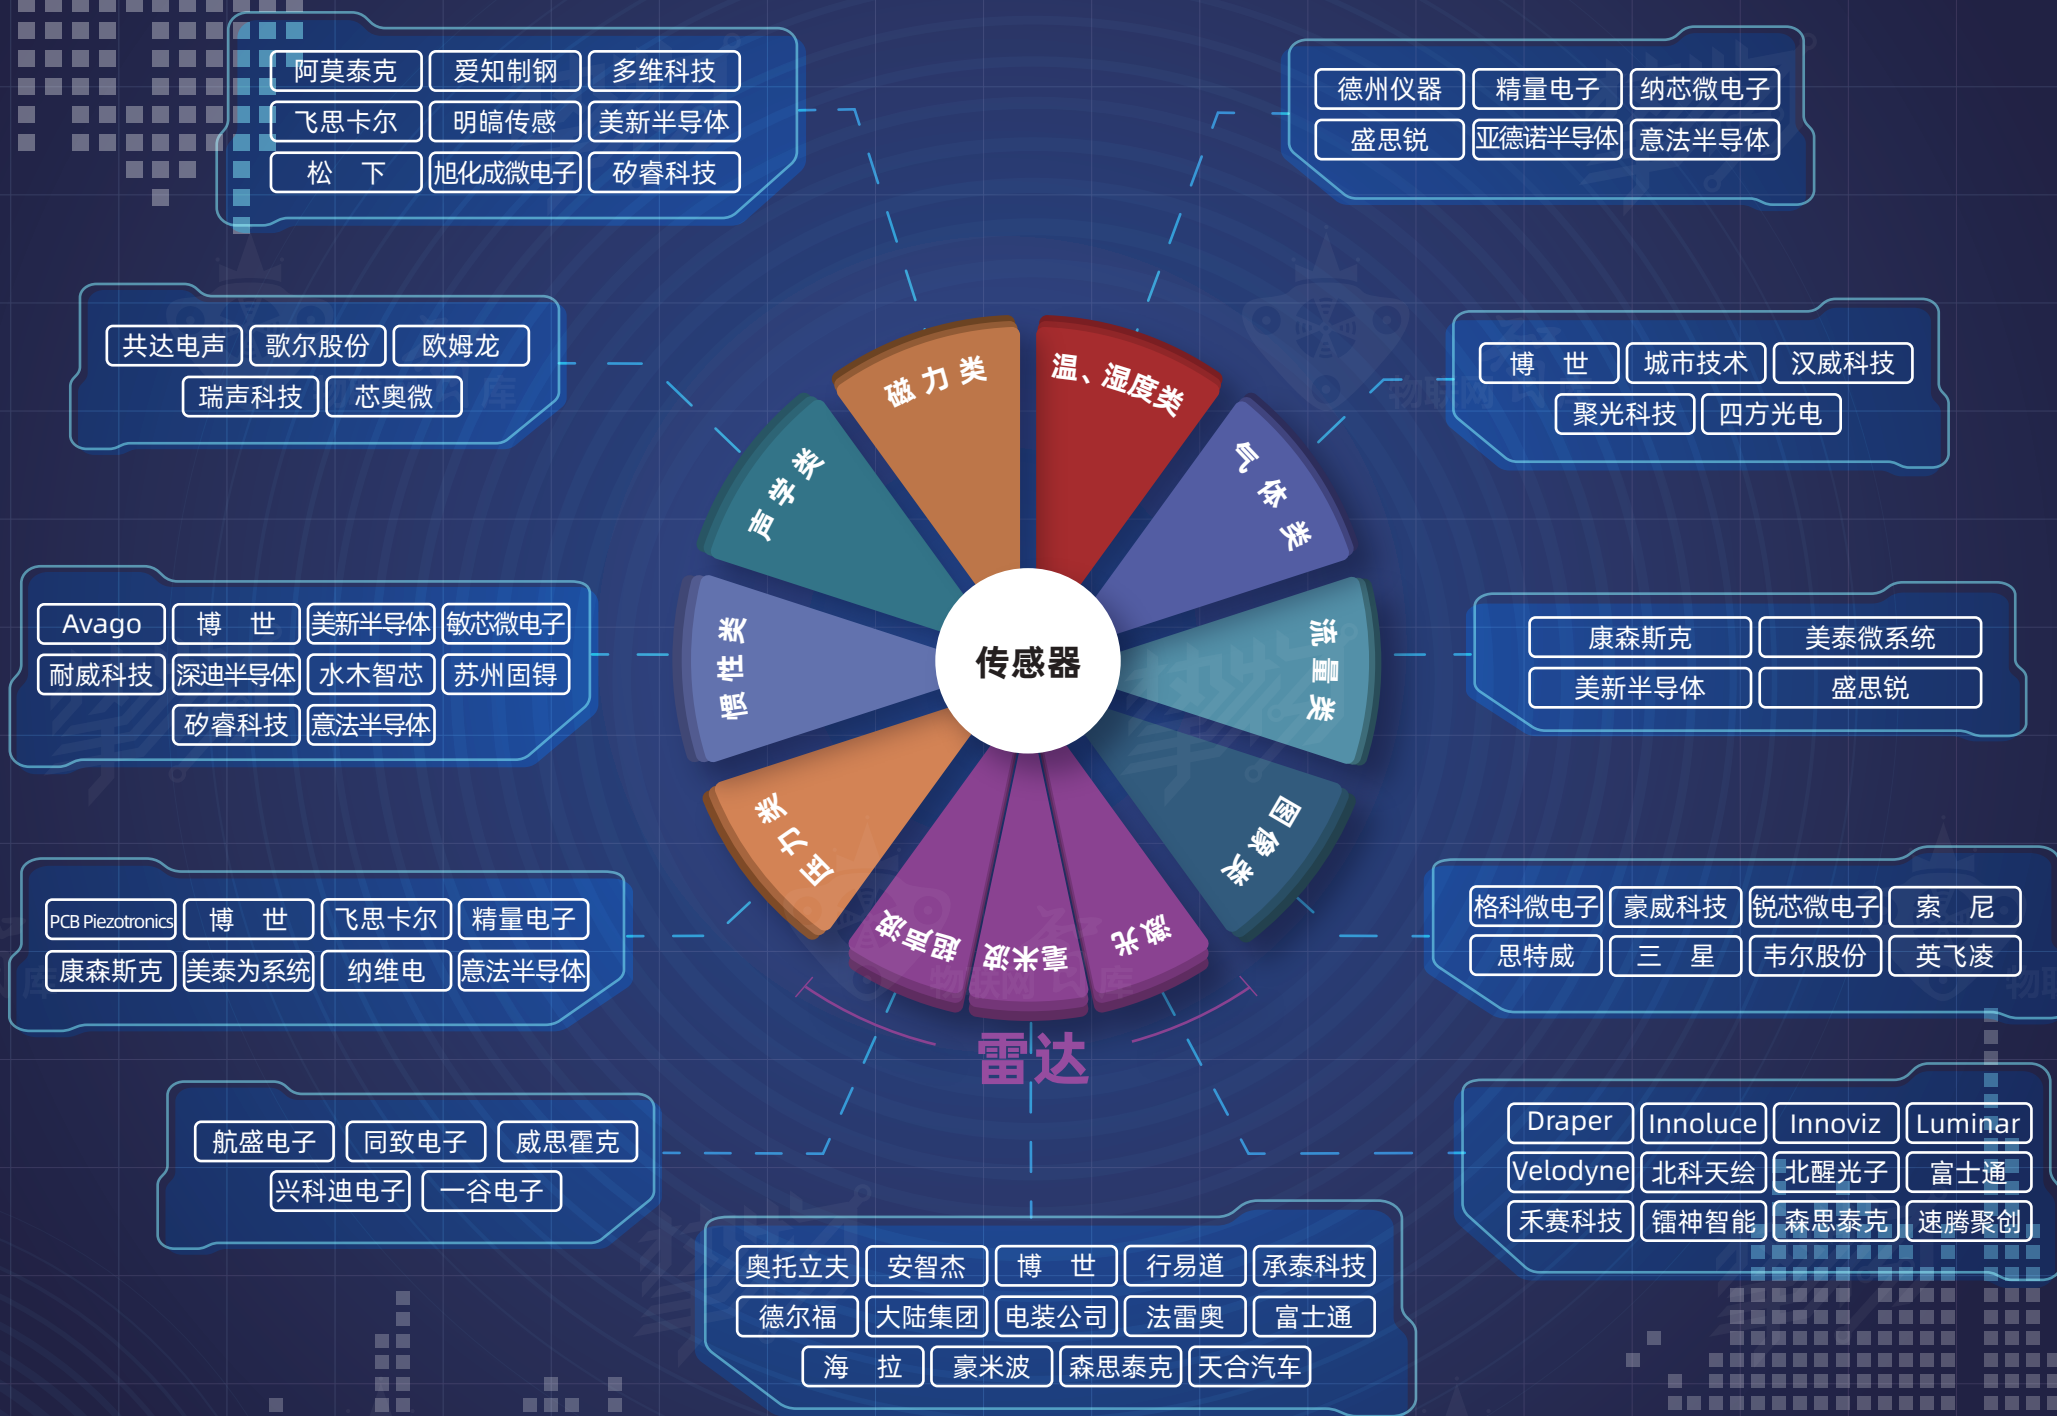 阿莫泰克 爱知制钢 多维科技
飞思卡尔 明皜传感 美新半导体
松 下 旭化成微电子 矽睿科技
德州仪器 精量电子 纳芯微电子
盛思锐 亚德诺半导体 意法半导体
共达电声 歌尔股份 欧姆龙
瑞声科技 芯奥微
博 世 城市技术 汉威科技
聚光科技 四方光电
Avago 博 世 美新半导体 敏芯微电子
耐威科技 深迪半导体 水木智芯 苏州固锝
矽睿科技 意法半导体
康森斯克 美泰微系统
美新半导体 盛思锐
PCB Piezotronics 博 世 飞思卡尔 精量电子
康森斯克 美泰为系统 纳维电 意法半导体
格科微电子 豪威科技 锐芯微电子 索 尼
思特威 三 星 韦尔股份 英飞凌
航盛电子 同致电子 威思霍克
兴科迪电子 一谷电子
Draper Innoluce Innoviz Luminar
Velodyne 北科天绘 北醒光子 富士通
禾赛科技 镭神智能 森思泰克 速腾聚创
奥托立夫 安智杰 博 世 行易道 承泰科技
德尔福 大陆集团 电装公司 法雷奥 富士通
海 拉 豪米波 森思泰克 天合汽车
传感器
磁力类
温、湿度类
气体类
流量类
图像类
激光
毫米波
超声波
压力类
惯性类
声学类
雷达
物联网
库